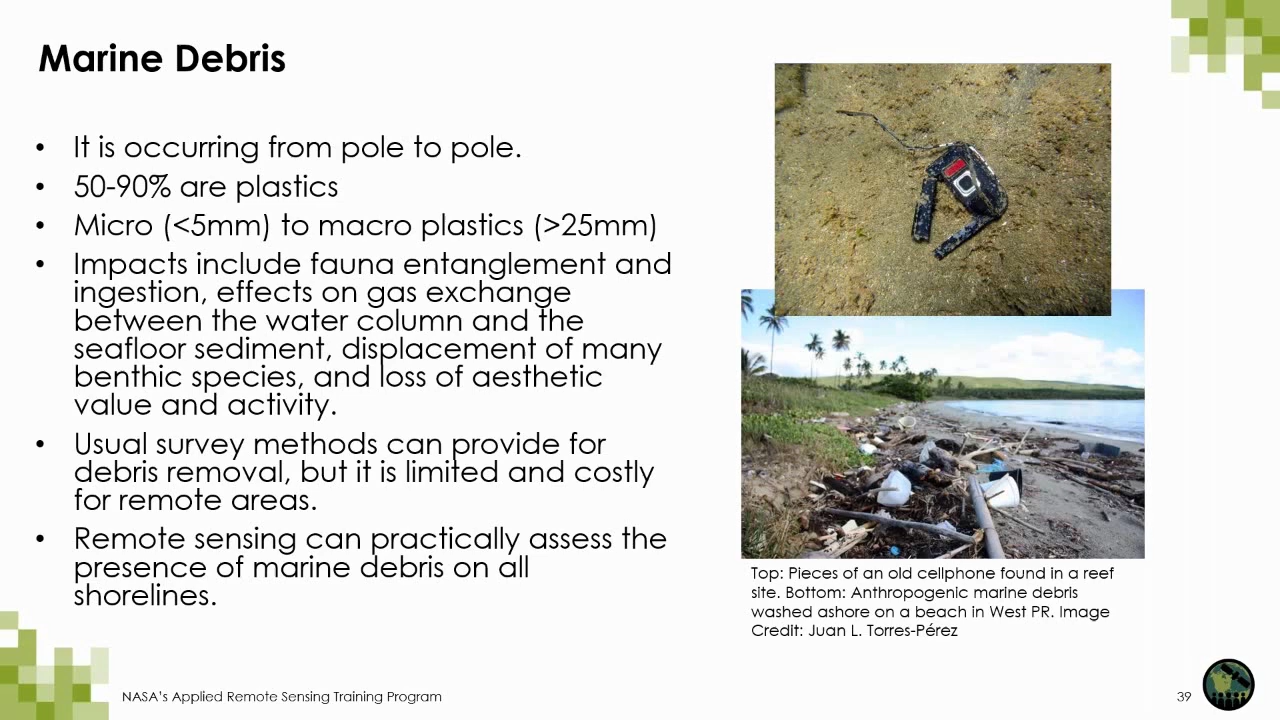 Marine Debris
• It is occurring from pole to pole.
• 50-90% are plastics
• Micro (<5mm) to macro plastics (>25mm)
• Impacts include fauna entanglement and
ingestion, effects on gas exchange
between the water column and the
seafloor sediment, displacement of many
benthic species, and loss of aesthetic
value and activity.
• Usual survey methods can provide for
debris removal, but it is limited and costly
for remote areas.
• Remote sensing can practically assess the
presence of marine debris on all
shorelines.
Top: Pieces of an old cellphone found in a reef
site. Bottom: Anthropogenic marine debris
washed ashore on a beach in West PR. Image
Credit: Juan L. Torres-Pérez
NASA's Applied Remote Sensing Training Program
39